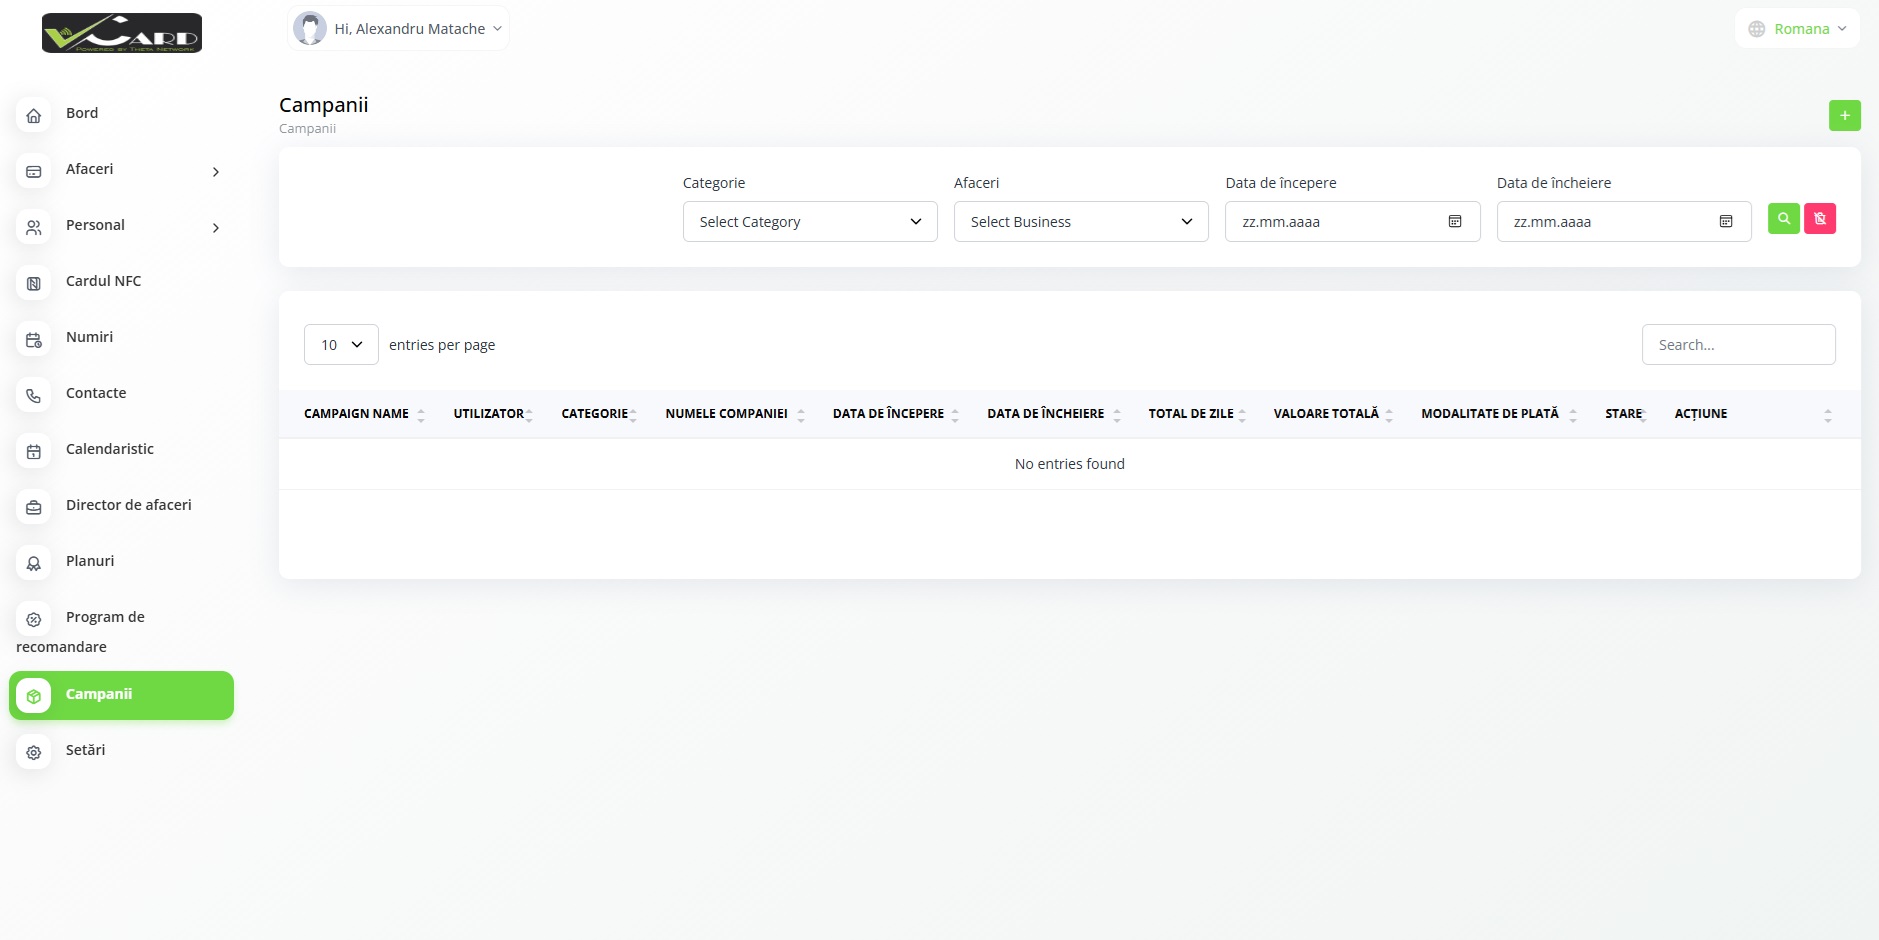 VCARD
POWERED BY THETA NETWORK
Hi, Alexandru Matache
Romana
Bord
Afaceri
Personal
Cardul NFC
Numiri
Contacte
Calendaristic
Director de afaceri
Planuri
Program de
recomandare
Campanii
Setări
Campanii
Campanii
+
Categorie Afaceri Data de începere Data de încheiere
Select Category Select Business zz.mm.aaaa zz.mm.aaaa
10 entries per page Search...
CAMPAIGN NAME UTILIZATOR CATEGORIE NUMELE COMPANIEI DATA DE ÎNCEPERE DATA DE ÎNCHEIERE TOTAL DE ZILE VALOARE TOTALĂ MODALITATE DE PLATĂ STARE ACȚIUNE
No entries found